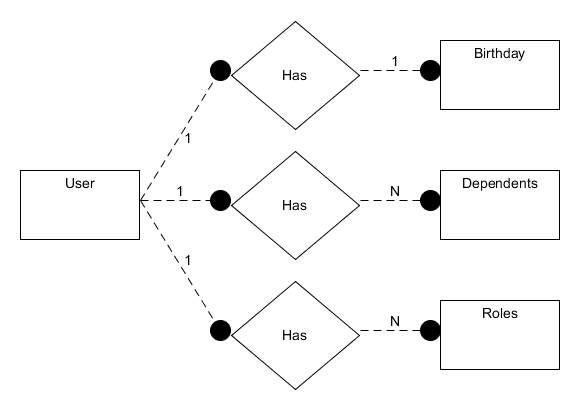 Has
1
Birthday
1
User
1
Has
N
Dependents
1
Has
N
Roles